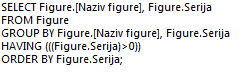 SELECT Figure.[Naziv figure], Figure.Serija
FROM Figure
GROUP BY Figure.[Naziv figure], Figure.Serija
HAVING (((Figure.Serija)>0))
ORDER BY Figure.Serija;